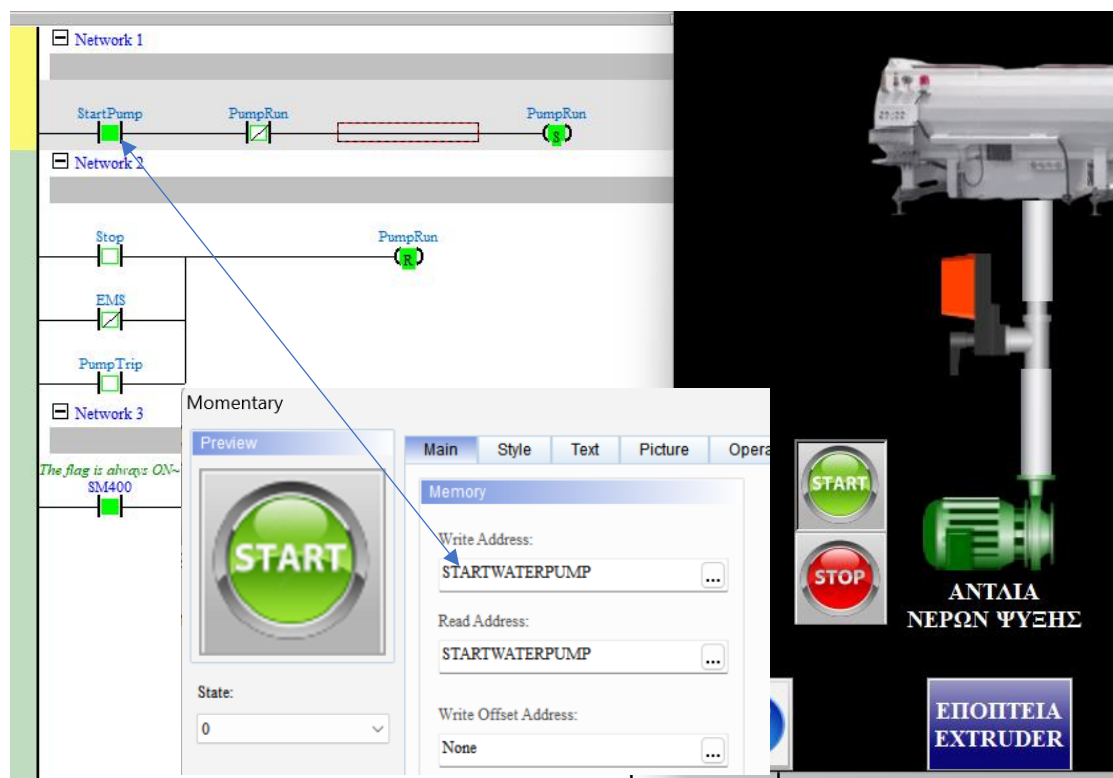 Network 1
StartPump
PumpRun
PumpRun
S
Network 2
Stop
PumpRun
R
EMS
PumpTrip
Network 3
The flag is always ON~
SM400
Momentary
Preview
START
State:
0
Main
Style
Text
Picture
Opera
Memory
Write Address:
STARTWATERPUMP
...
Read Address:
STARTWATERPUMP
...
Write Offset Address:
None
...
START
STOP
ΑΝΤΛΙΑ
ΝΕΡΩΝ ΨΥΞΗΣ
ΕΠΟΠΤΕΙΑ
EXTRUDER